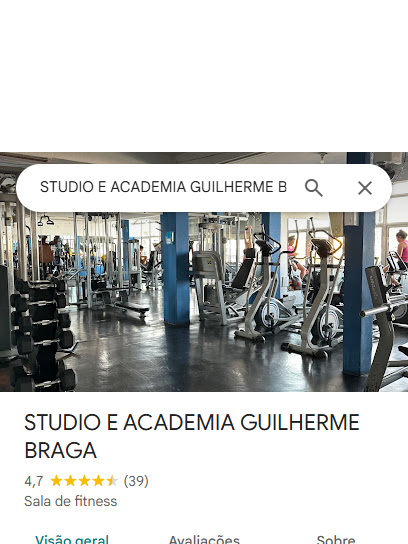 STUDIO E ACADEMIA GUILHERME B
STUDIO E ACADEMIA GUILHERME
BRAGA
4,7 (39)
Sala de fitness
Visão geral Avaliações Sobre